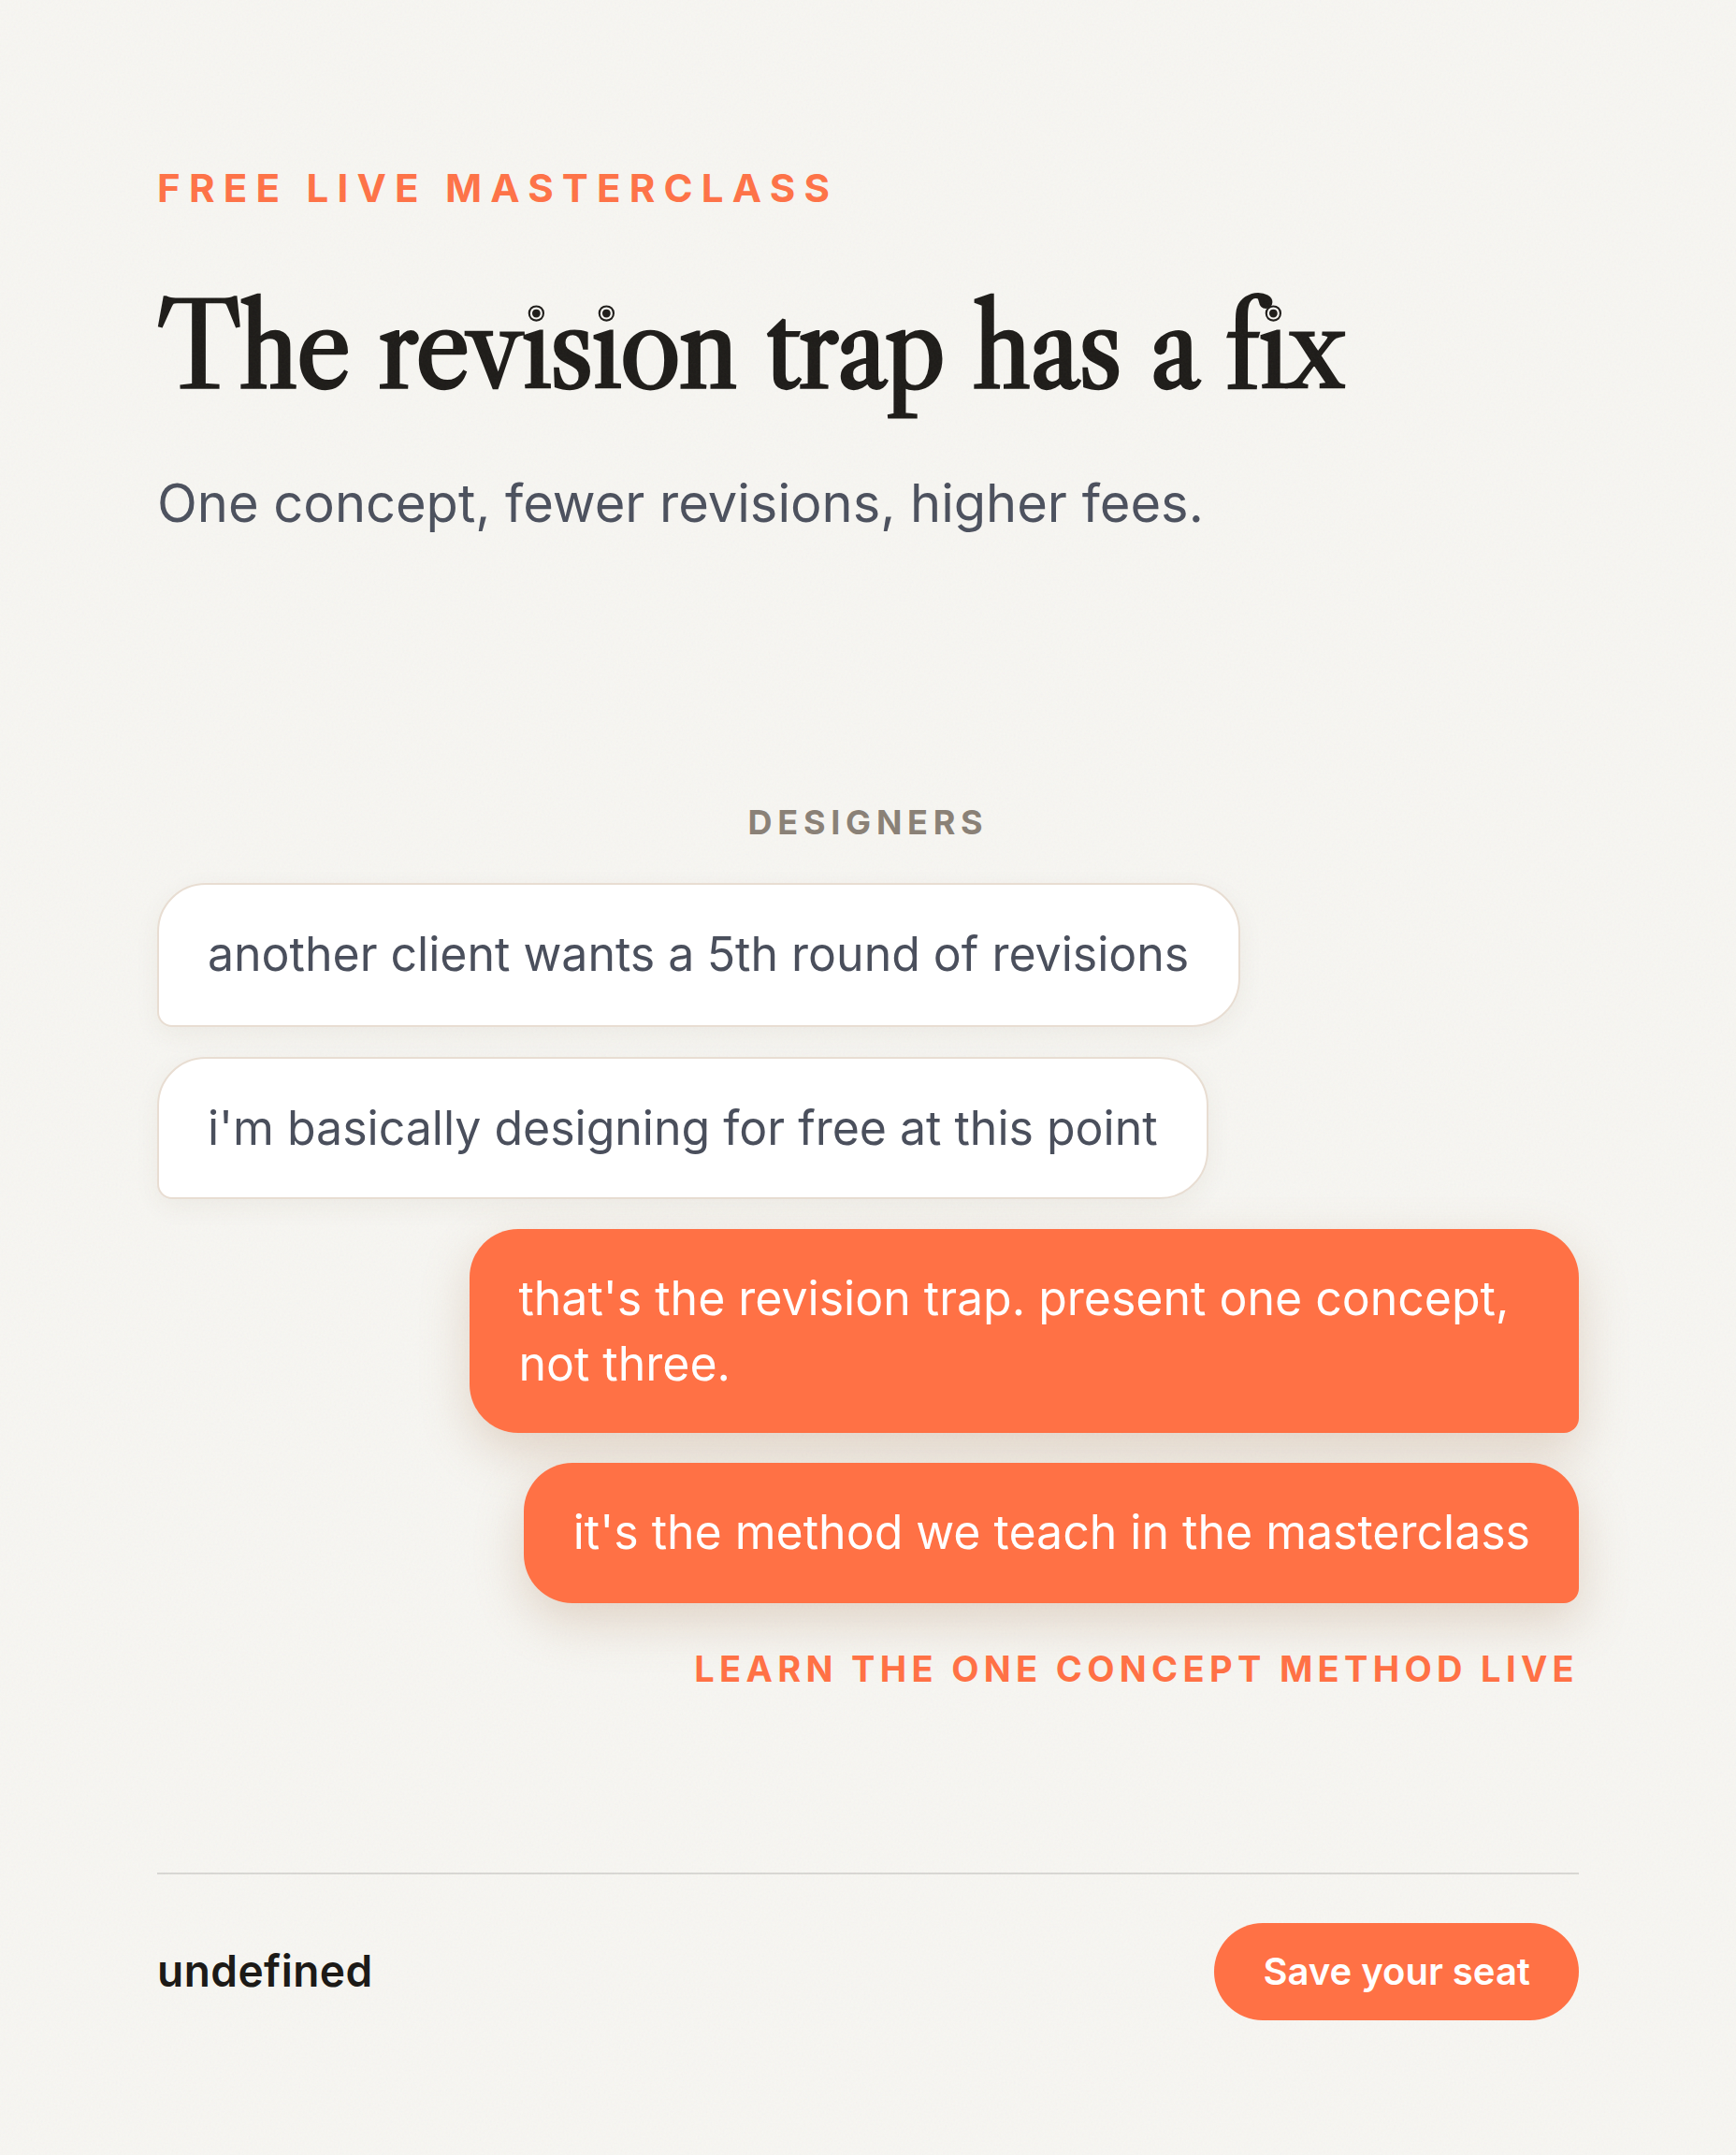 FREE LIVE MASTERCLASS
The revision trap has a fix
One concept, fewer revisions, higher fees.
DESIGNERS
another client wants a 5th round of revisions
i'm basically designing for free at this point
that's the revision trap. present one concept,
not three.
it's the method we teach in the masterclass
LEARN THE ONE CONCEPT METHOD LIVE
undefined
Save your seat